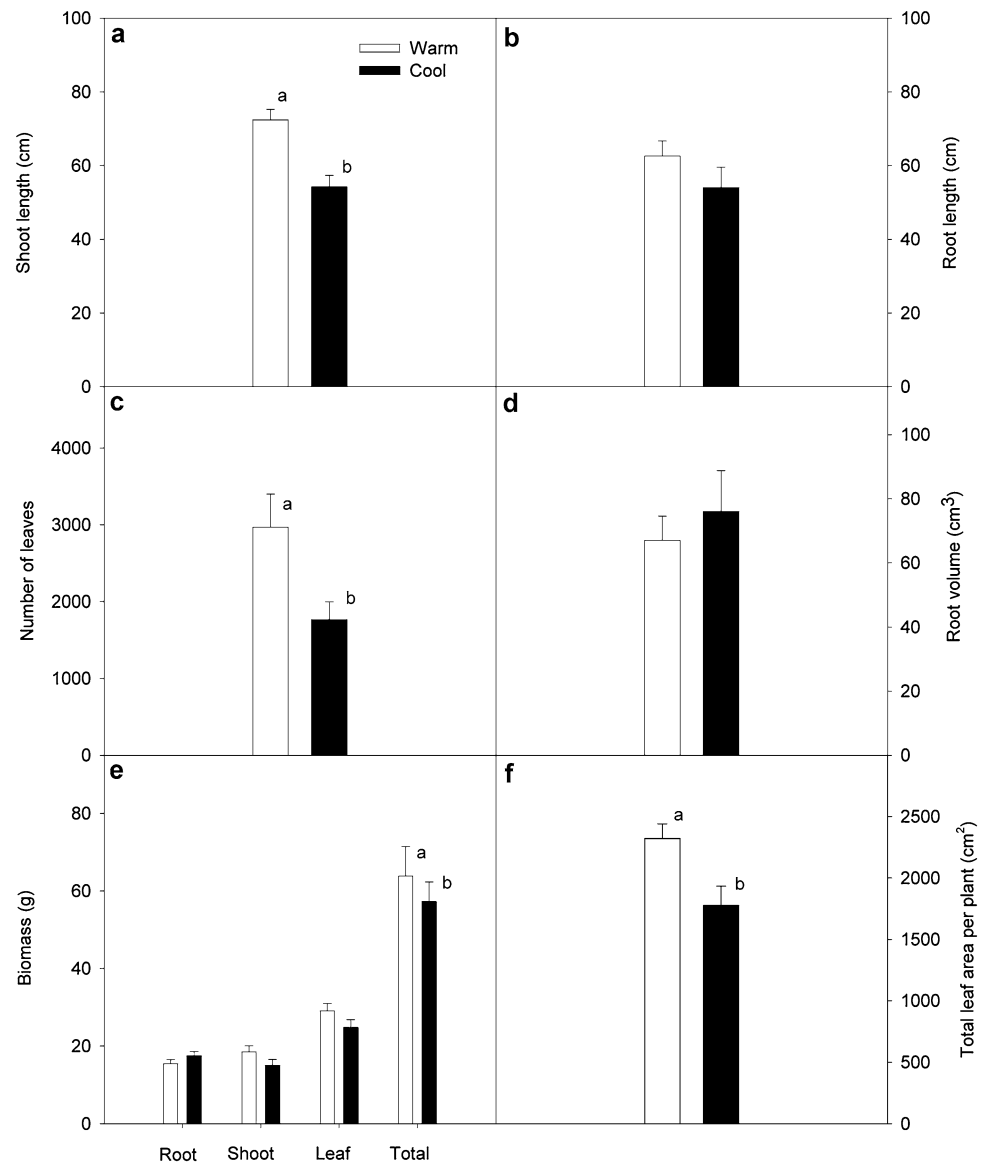 a
Warm
Cool
a
b
100
80
60
40
20
0
Shoot length (cm)
b
100
80
60
40
20
0
Root length (cm)
c
a
b
4000
3000
2000
1000
0
Number of leaves
d
100
80
60
40
20
0
Root volume (cm³)
e
a
b
80
60
40
20
0
Biomass (g)
Root Shoot Leaf Total
f
a
b
2500
2000
1500
1000
500
0
Total leaf area per plant (cm²)